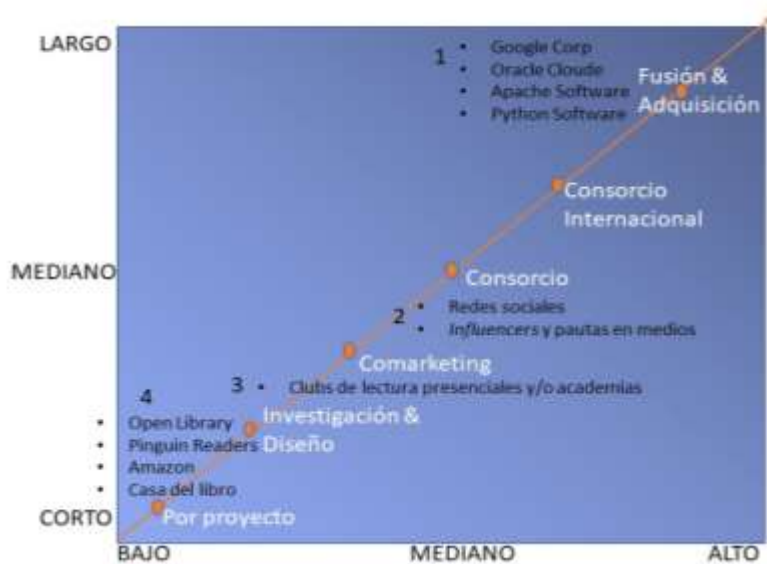 LARGO
1
• Google Corp
• Oracle Cloude
• Apache Software
• Python Software
Fusión &
Adquisición
Consorcio
Internacional
MEDIANO
Consorcio
2
• Redes sociales
• Influencers y pautas en medios
Comarketing
3
• Clubs de lectura presenciales y/o academias
4
• Open Library
• Pinguin Readers
• Amazon
• Casa del libro
Investigación &
Diseño
CORTO
Por proyecto
BAJO
MEDIANO
ALTO